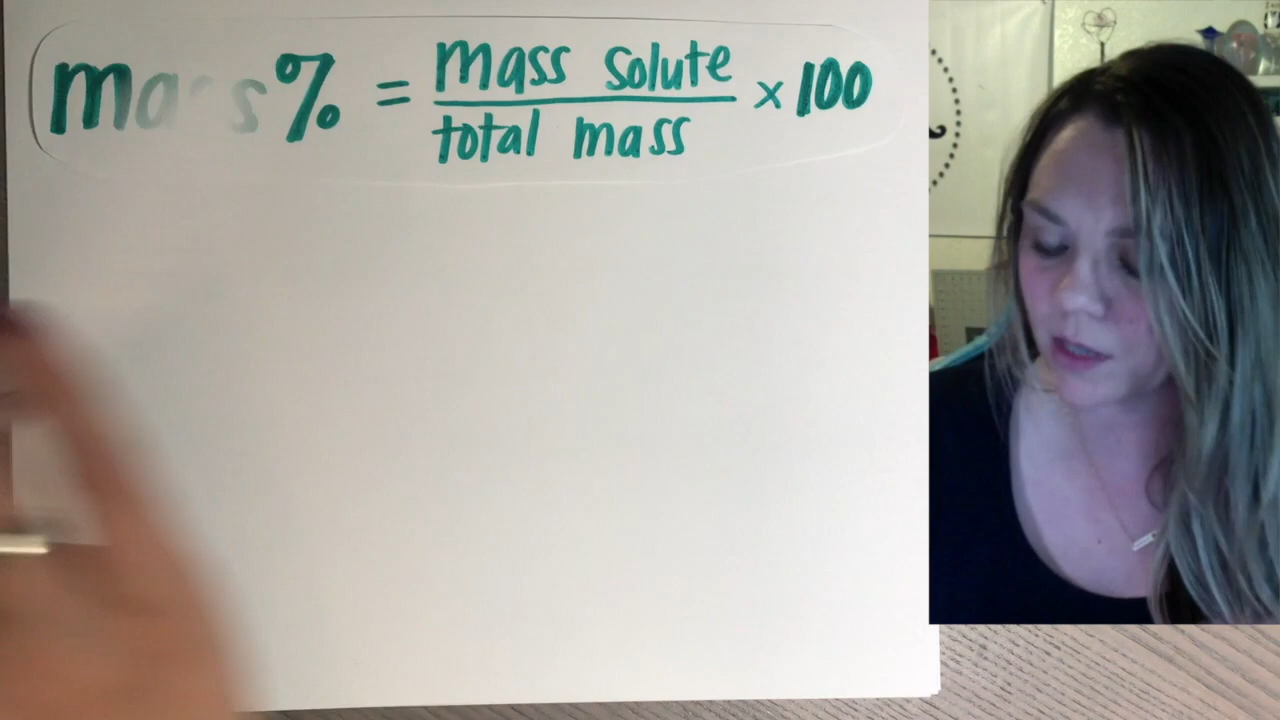 mass % = mass solute / total mass × 100